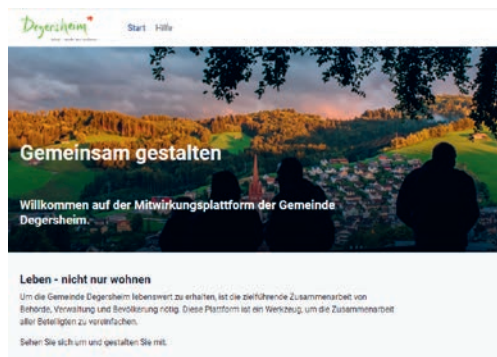 Degersheim
Start Hilfe
Gemeinsam gestalten
Willkommen auf der Mitwirkungsplattform der Gemeinde
Degersheim.
Leben - nicht nur wohnen
Um die Gemeinde Degersheim lebenswert zu erhalten, ist die zielführende Zusammenarbeit von
Behörde, Verwaltung und Bevölkerung nötig. Diese Plattform ist ein Werkzeug, um die Zusammenarbeit
aller Beteiligten zu vereinfachen.
Sehen Sie sich um und gestalten Sie mit.